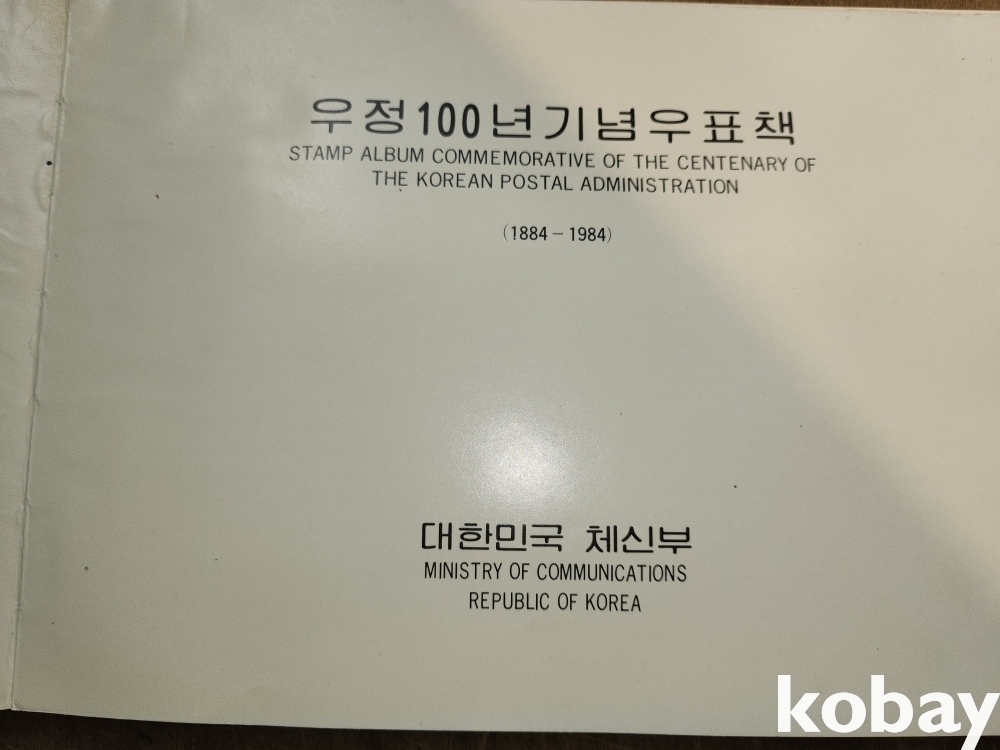 우정100년기념우표책
STAMP ALBUM COMMEMORATIVE OF THE CENTENARY OF
THE KOREAN POSTAL ADMINISTRATION
(1884-1984)
대한민국 체신부
MINISTRY OF COMMUNICATIONS
REPUBLIC OF KOREA
kobay